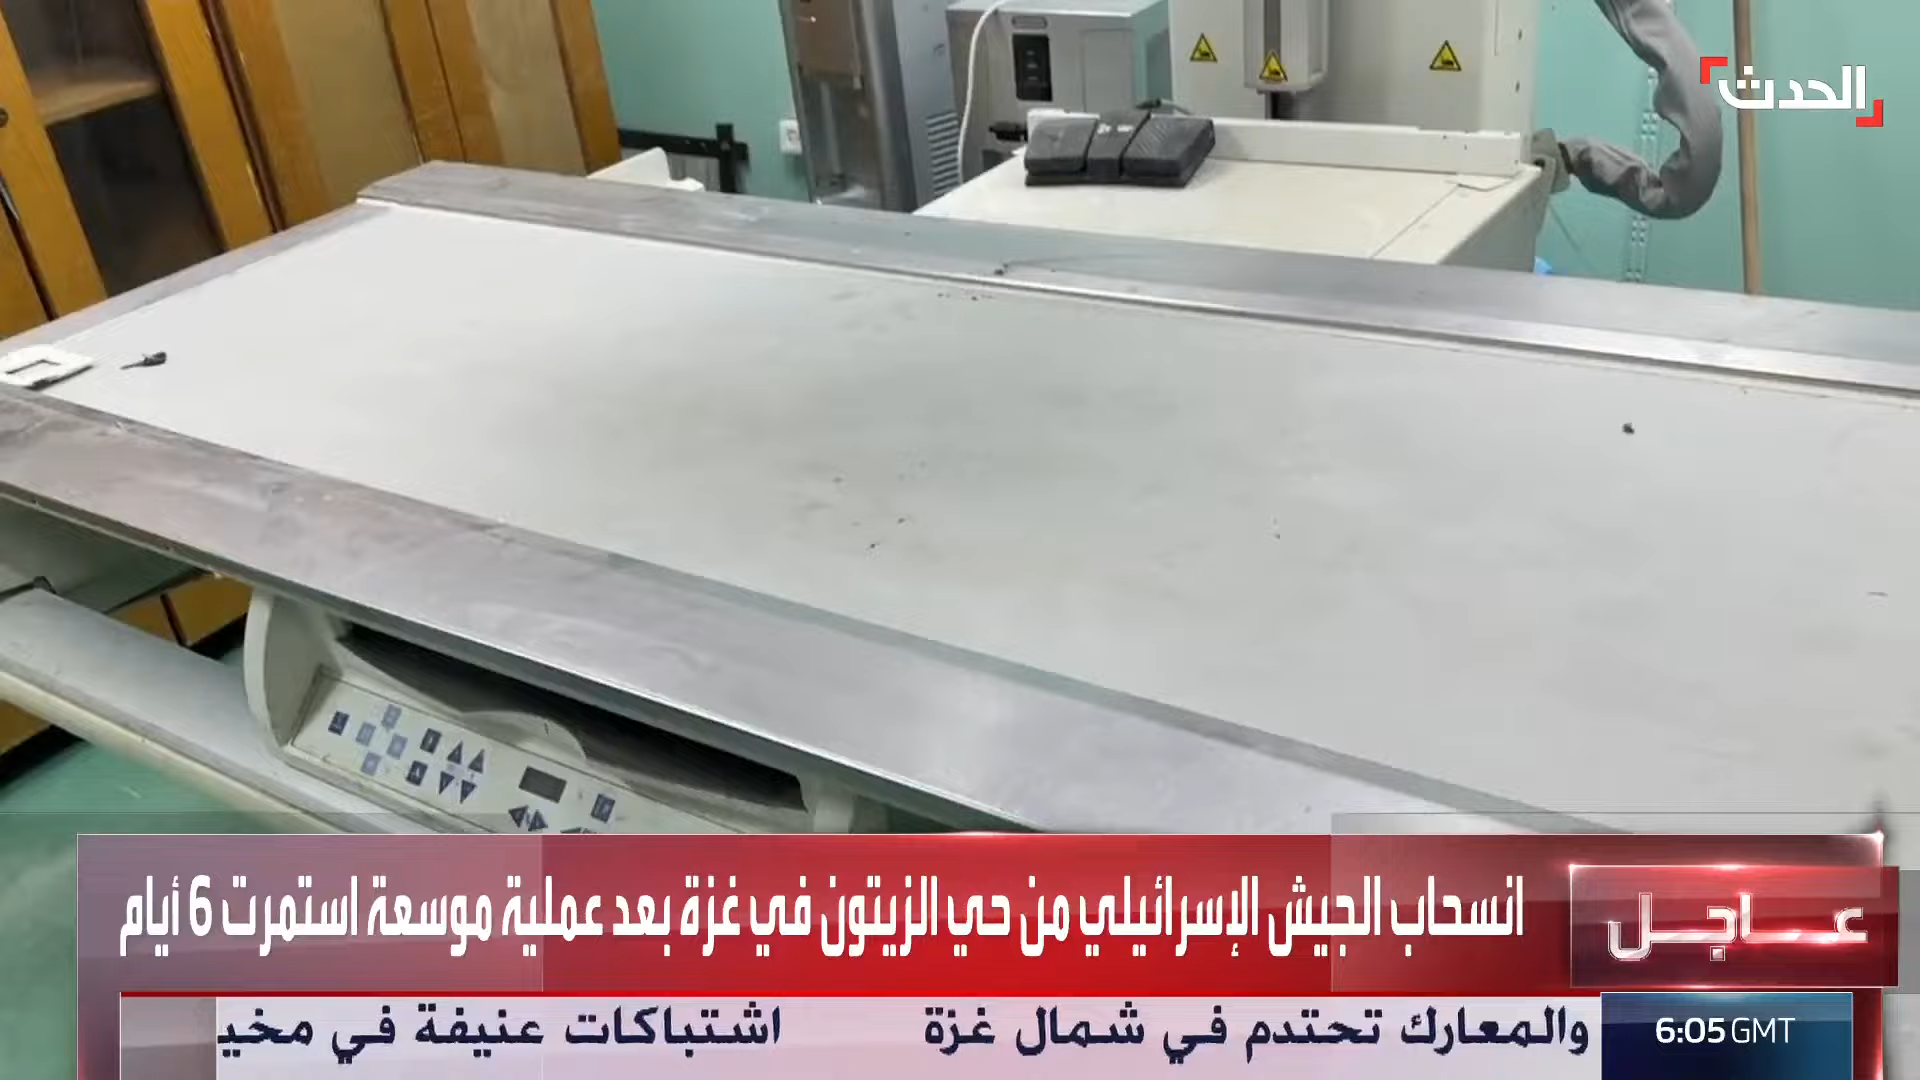 الحدث
عاجل
انسحاب الجيش الإسرائيلي من حي الزيتون في غزة بعد عملية موسعة استمرت 6 أيام
والمعارك تحتدم في شمال غزة اشتباكات عنيفة في مخي
6:05 GMT